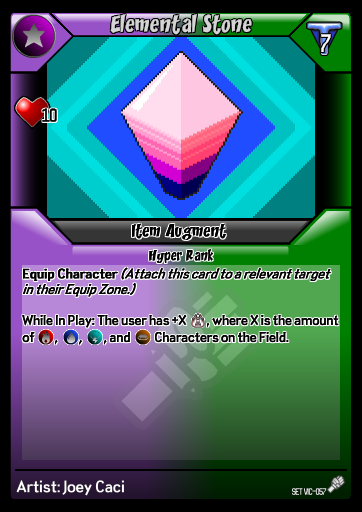 Elemental Stone
7
10
Item Augment
Hyper Rank
Equip Character (Attach this card to a relevant target
in their Equip Zone.)
While In Play: The user has +X , where X is the amount
of , , , and Characters on the Field.
Artist: Joey Caci
SET VIC-057